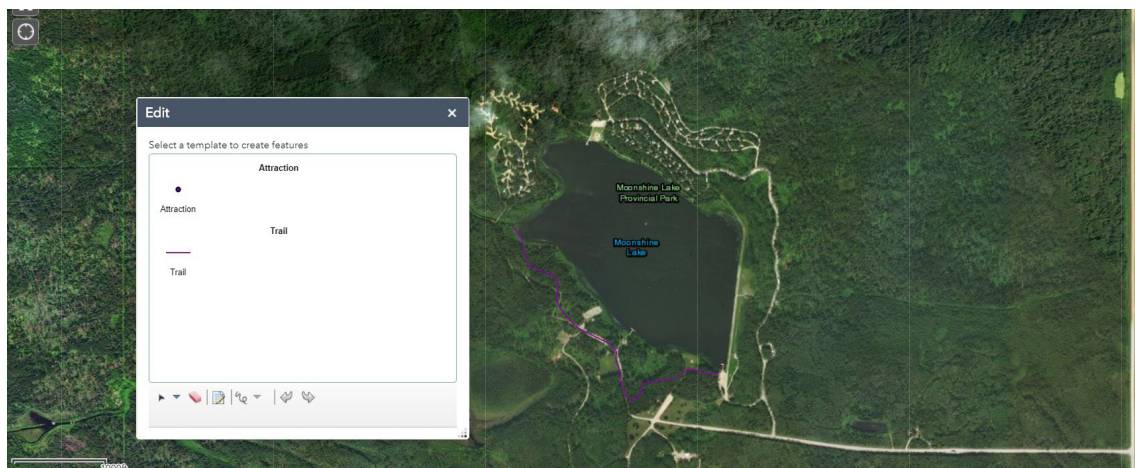 Edit
Select a template to create features
Attraction
Attraction
Trail
Trail
Moonshine Lake
Provincial Park
Moonshine
Lake